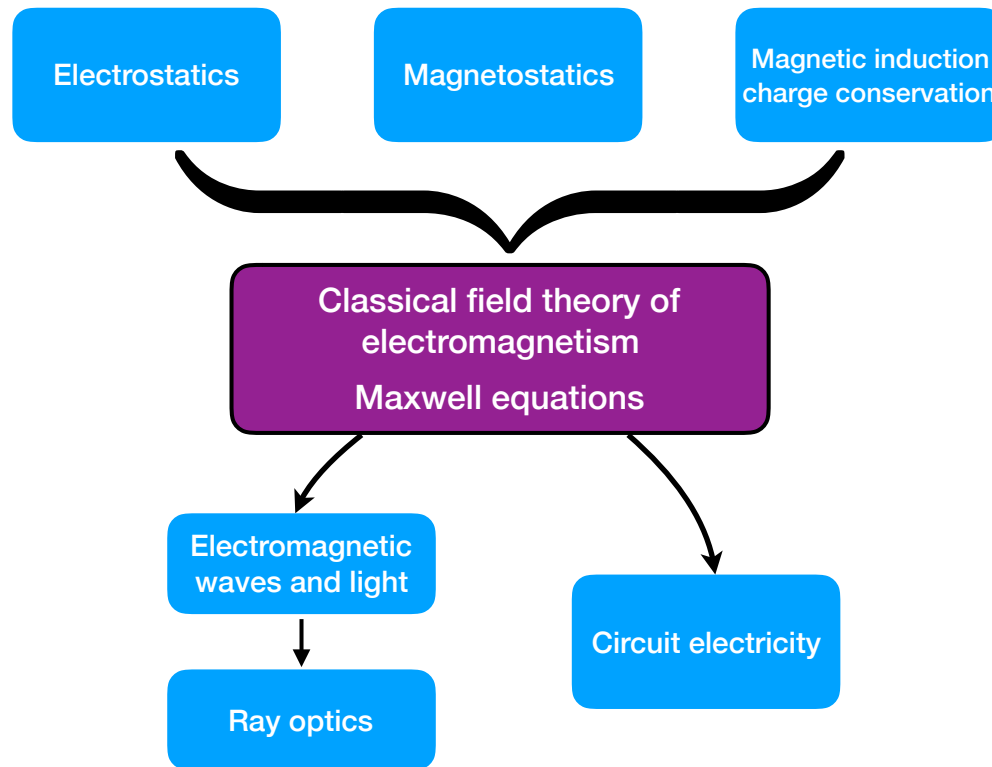 Electrostatics
Magnetostatics
Magnetic induction
charge conservation
Classical field theory of
electromagnetism
Maxwell equations
Electromagnetic
waves and light
Circuit electricity
Ray optics